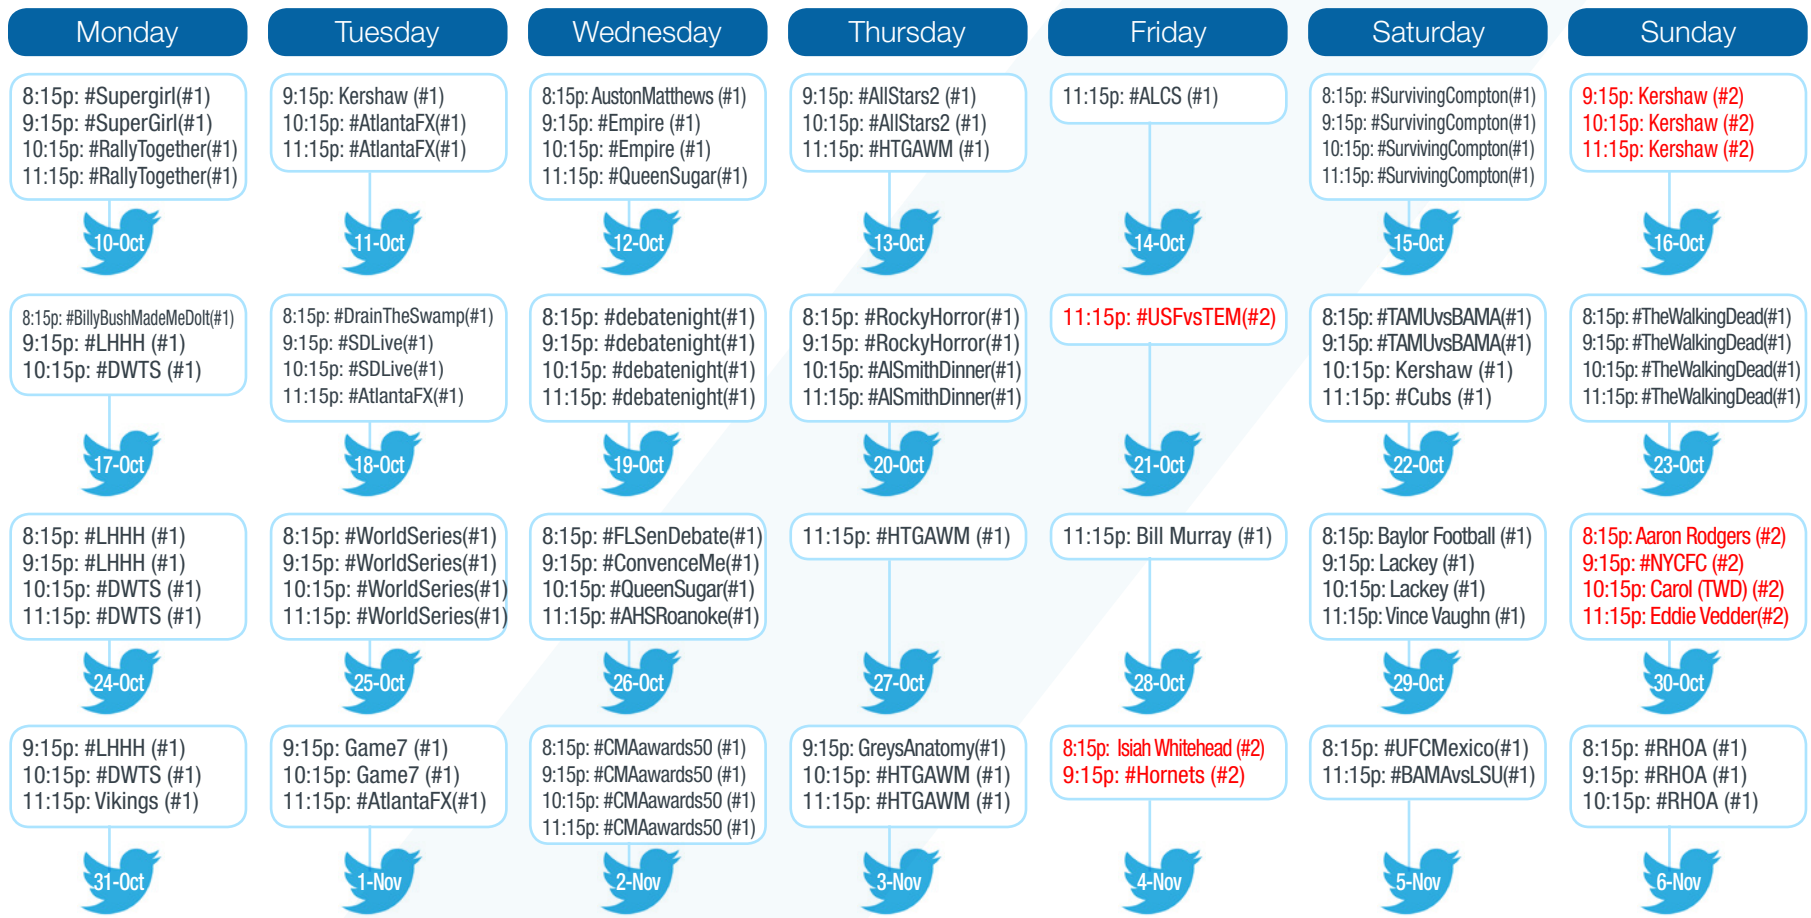 Monday
Tuesday
Wednesday
Thursday
Friday
Saturday
Sunday
8:15p: #Supergirl(#1)
9:15p: #SuperGirl(#1)
10:15p: #RallyTogether(#1)
11:15p: #RallyTogether(#1)
10-Oct
9:15p: Kershaw (#1)
10:15p: #AtlantaFX(#1)
11:15p: #AtlantaFX(#1)
11-Oct
8:15p: AustonMatthews (#1)
9:15p: #Empire (#1)
10:15p: #Empire (#1)
11:15p: #QueenSugar(#1)
12-Oct
9:15p: #AllStars2 (#1)
10:15p: #AllStars2 (#1)
11:15p: #HTGAWM (#1)
13-Oct
11:15p: #ALCS (#1)
14-Oct
8:15p: #SurvivingCompton(#1)
9:15p: #SurvivingCompton(#1)
10:15p: #SurvivingCompton(#1)
11:15p: #SurvivingCompton(#1)
15-Oct
9:15p: Kershaw (#2)
10:15p: Kershaw (#2)
11:15p: Kershaw (#2)
16-Oct
8:15p: #BillyBushMadeMeDoIt(#1)
9:15p: #LHHH (#1)
10:15p: #DWTS (#1)
17-Oct
8:15p: #DrainTheSwamp(#1)
9:15p: #SDLive(#1)
10:15p: #SDLive(#1)
11:15p: #AtlantaFX(#1)
18-Oct
8:15p: #debatenight(#1)
9:15p: #debatenight(#1)
10:15p: #debatenight(#1)
11:15p: #debatenight(#1)
19-Oct
8:15p: #RockyHorror(#1)
9:15p: #RockyHorror(#1)
10:15p: #AlSmithDinner(#1)
11:15p: #AlSmithDinner(#1)
20-Oct
11:15p: #USFvsTEM(#2)
21-Oct
8:15p: #TAMUvsBAMA(#1)
9:15p: #TAMUvsBAMA(#1)
10:15p: Kershaw (#1)
11:15p: #Cubs (#1)
22-Oct
8:15p: #TheWalkingDead(#1)
9:15p: #TheWalkingDead(#1)
10:15p: #TheWalkingDead(#1)
11:15p: #TheWalkingDead(#1)
23-Oct
8:15p: #LHHH (#1)
9:15p: #LHHH (#1)
10:15p: #DWTS (#1)
11:15p: #DWTS (#1)
24-Oct
8:15p: #WorldSeries(#1)
9:15p: #WorldSeries(#1)
10:15p: #WorldSeries(#1)
11:15p: #WorldSeries(#1)
25-Oct
8:15p: #FLSenDebate(#1)
9:15p: #ConvenceMe(#1)
10:15p: #QueenSugar(#1)
11:15p: #AHSRoanoke(#1)
26-Oct
11:15p: #HTGAWM (#1)
27-Oct
11:15p: Bill Murray (#1)
28-Oct
8:15p: Baylor Football (#1)
9:15p: Lackey (#1)
10:15p: Lackey (#1)
11:15p: Vince Vaughn (#1)
29-Oct
8:15p: Aaron Rodgers (#2)
9:15p: #NYCFC (#2)
10:15p: Carol (TWD) (#2)
11:15p: Eddie Vedder(#2)
30-Oct
9:15p: #LHHH (#1)
10:15p: #DWTS (#1)
11:15p: Vikings (#1)
31-Oct
9:15p: Game7 (#1)
10:15p: Game7 (#1)
11:15p: #AtlantaFX(#1)
1-Nov
8:15p: #CMAawards50 (#1)
9:15p: #CMAawards50 (#1)
10:15p: #CMAawards50 (#1)
11:15p: #CMAawards50 (#1)
2-Nov
9:15p: GreysAnatomy(#1)
10:15p: #HTGAWM (#1)
11:15p: #HTGAWM (#1)
3-Nov
8:15p: Isiah Whitehead (#2)
9:15p: #Hornets (#2)
4-Nov
8:15p: #UFCMexico(#1)
11:15p: #BAMAvsLSU(#1)
5-Nov
8:15p: #RHOA (#1)
9:15p: #RHOA (#1)
10:15p: #RHOA (#1)
6-Nov